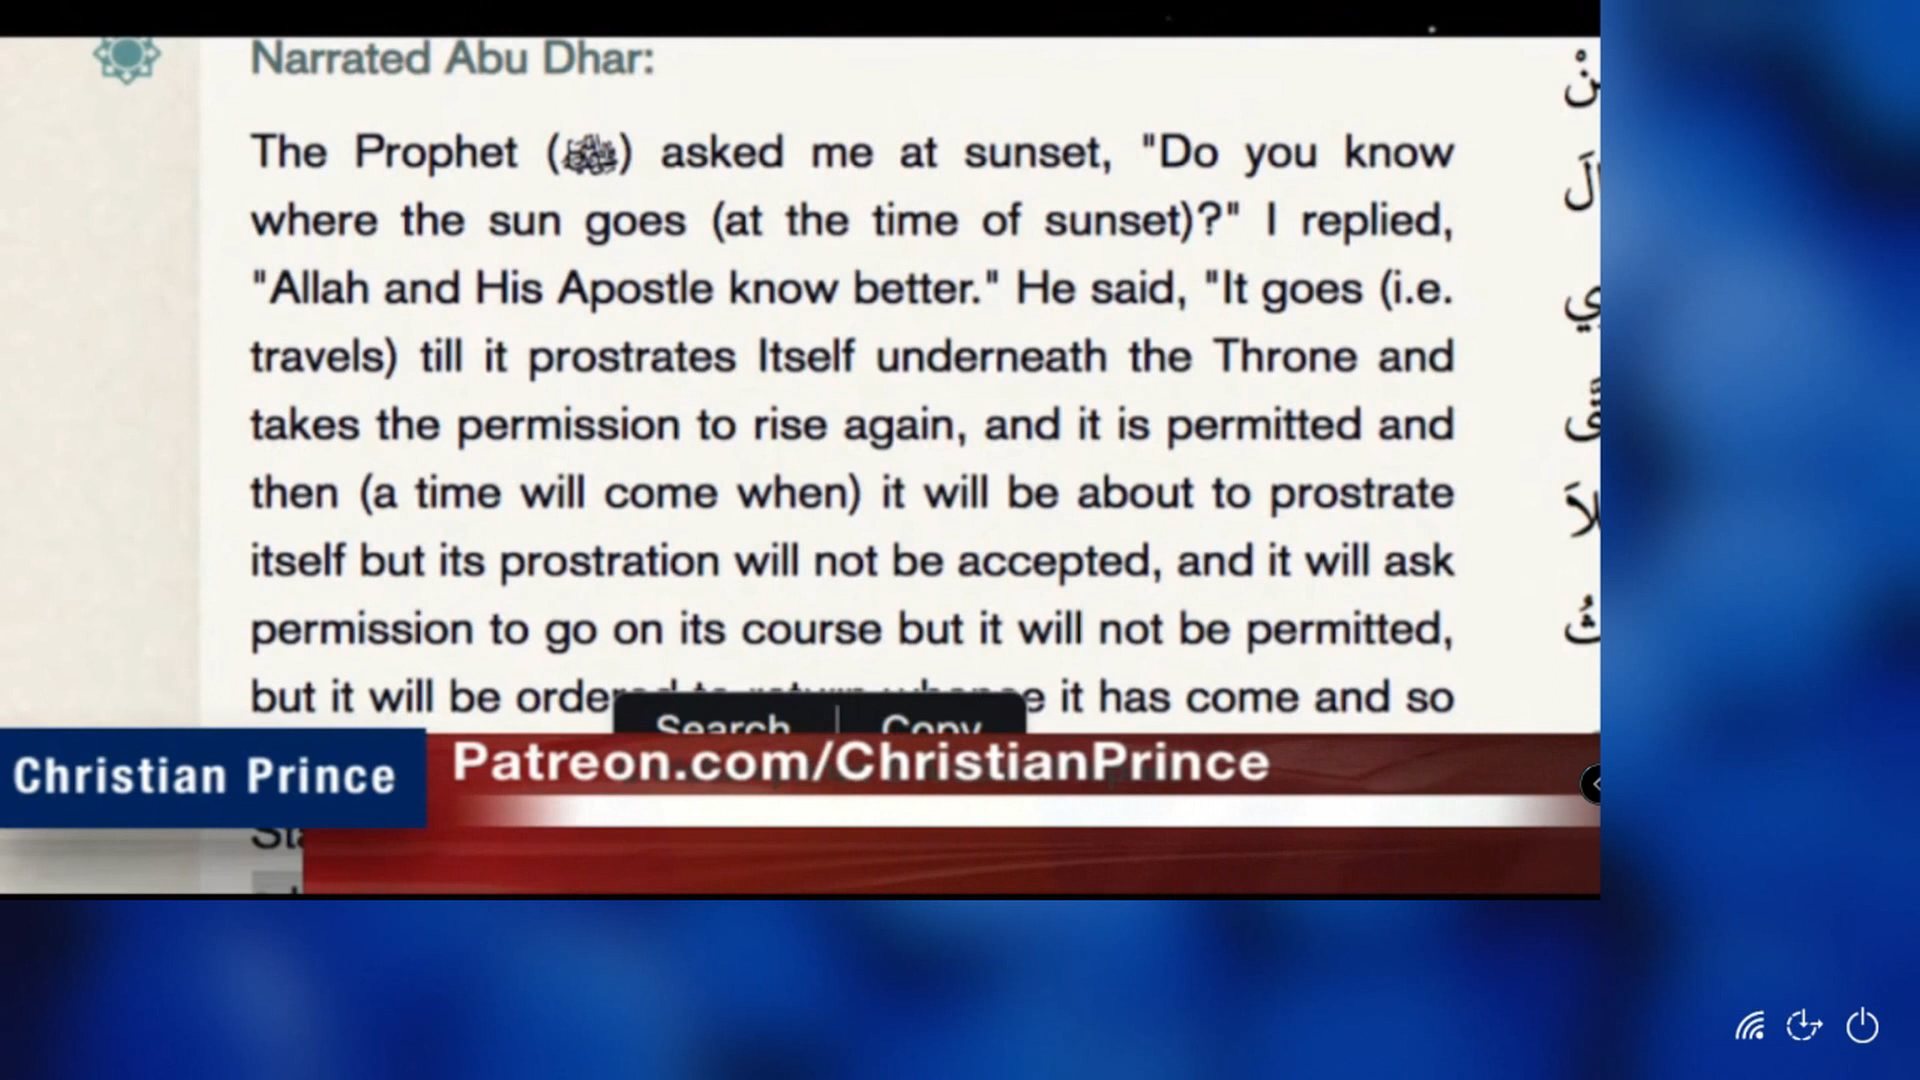 Narrated Abu Dhar:
The Prophet (ﷺ) asked me at sunset, "Do you know
where the sun goes (at the time of sunset)?" I replied,
"Allah and His Apostle know better." He said, "It goes (i.e.
travels) till it prostrates Itself underneath the Throne and
takes the permission to rise again, and it is permitted and
then (a time will come when) it will be about to prostrate
itself but its prostration will not be accepted, and it will ask
permission to go on its course but it will not be permitted,
but it will be it has come and so
Search Copy
Christian Prince
Patreon.com/ChristianPrince